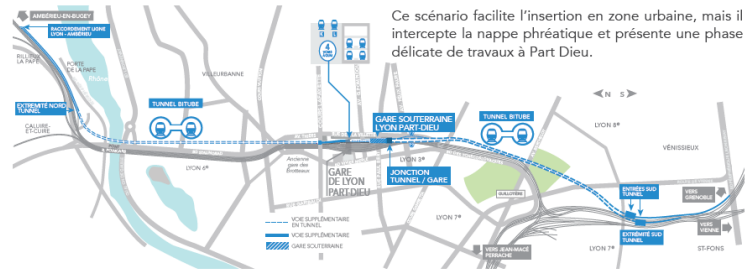 AMBÉRIEU-EN-BUGEY
RACCORDEMENT LIGNE
LYON - AMBÉRIEU
RILLIEUX
LA PAPE
PORTE
DE LA PAPE
Rhône
EXTREMITÉ NORD
TUNNEL
CALUIRE-
ET-CUIRE
TUNNEL BITUBE
VILLEURBANNE
LYON 6e
4
Ce scénario facilite l'insertion en zone urbaine, mais il
intercepte la nappe phréatique et présente une phase
délicate de travaux à Part Dieu.
GARE SOUTERRAINE
LYON PART-DIEU
TUNNEL BITUBE
N S
Ancienne
gare des
Brotteaux
GARE
DE LYON
PART-DIEU
LYON 3e
JONCTION
TUNNEL / GARE
LYON 8e
VÉNISSIEUX
VOIE SUPPLÉMENTAIRE
EN TUNNEL
VOIE SUPPLÉMENTAIRE
GARE SOUTERRAINE
GUILLOTIÈRE
LYON 7e
VERS JEAN MACÉ
PERRACHE
ENTRÉES SUD
TUNNEL
VERS
GRENOBLE
VERS
VIENNE
EXTRÉMITÉ SUD
TUNNEL
LYON 7e
ST-FONS